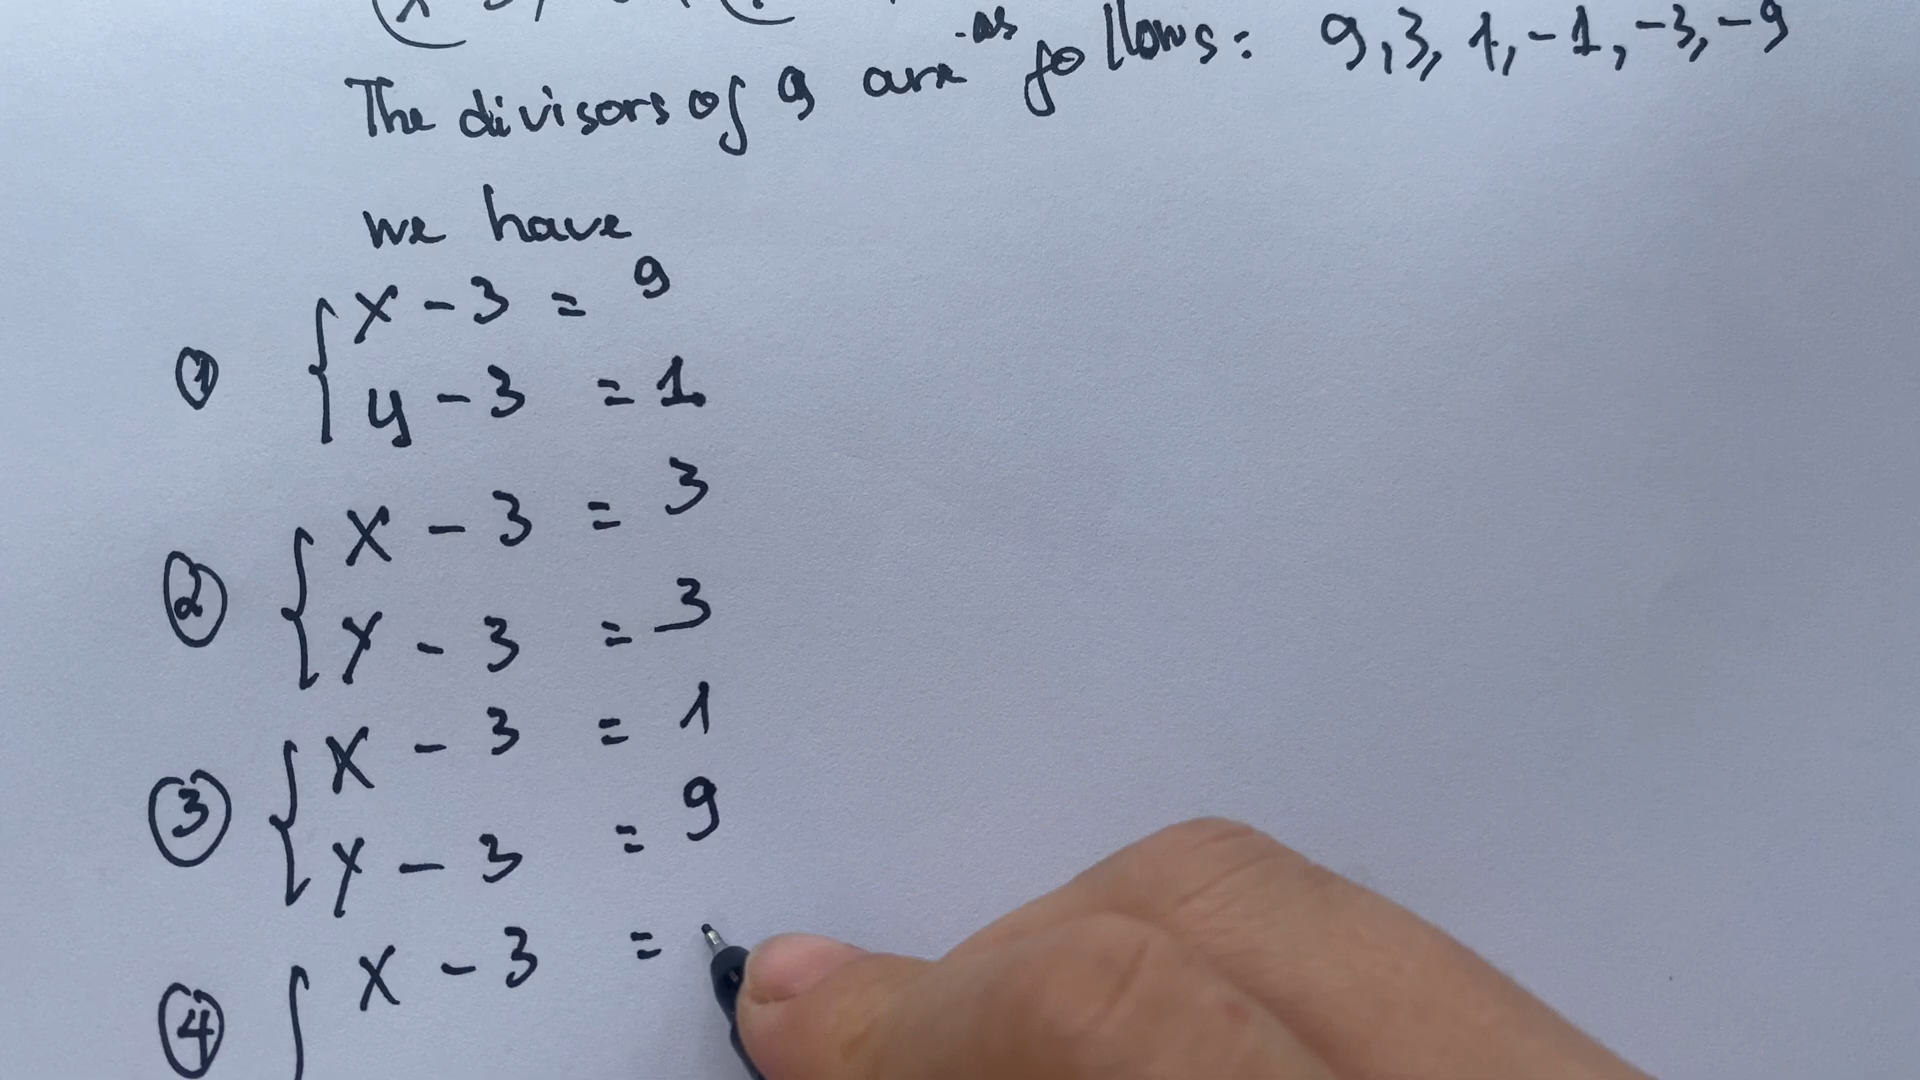 The divisors of 9 are as follows: 9, 3, 1, -1, -3, -9
we have
① { x - 3 = 9
y - 3 = 1
② { x - 3 = 3
y - 3 = 3
③ { x - 3 = 1
y - 3 = 9
④ { x - 3 =